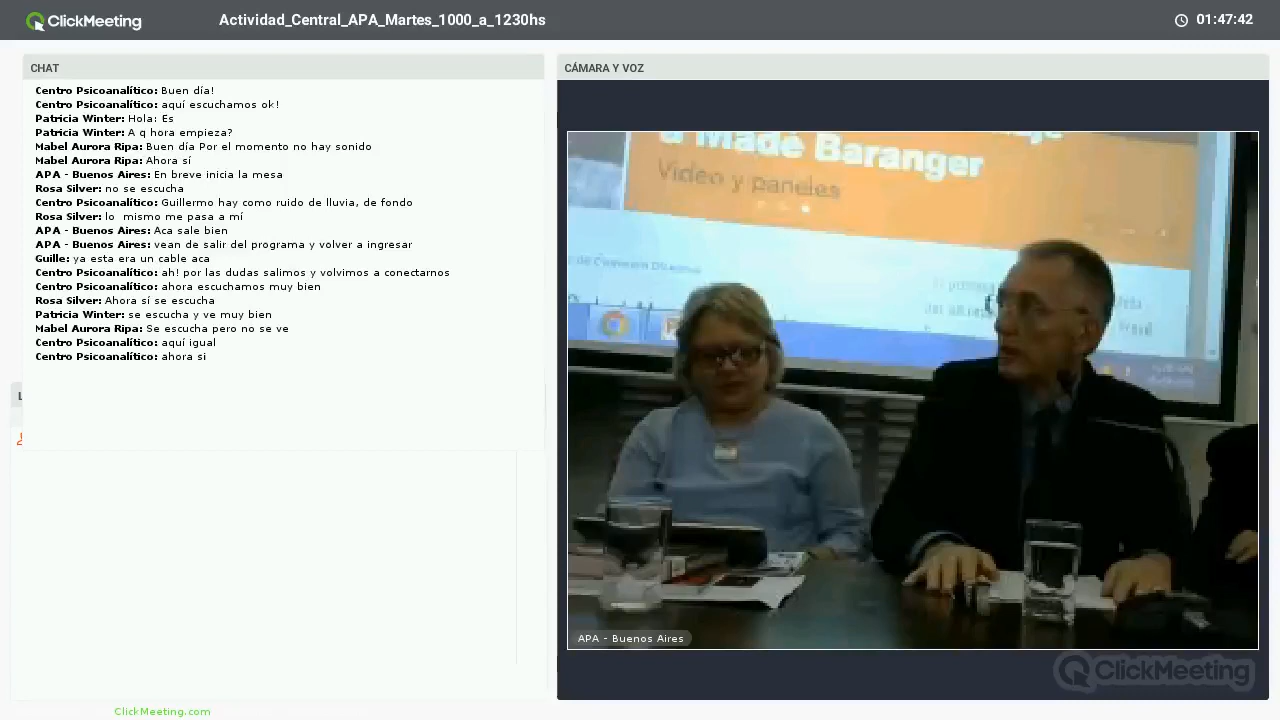 ClickMeeting
Actividad_Central_APA_Martes_1000_a_1230hs
01:47:42
CHAT
Centro Psicoanalítico: Buen día!
Centro Psicoanalítico: aquí escuchamos ok!
Patricia Winter: Hola: Es
Patricia Winter: A q hora empieza?
Mabel Aurora Ripa: Buen día Por el momento no hay sonido
Mabel Aurora Ripa: Ahora sí
APA - Buenos Aires: En breve inicia la mesa
Rosa Silver: no se escucha
Centro Psicoanalítico: Guillermo hay como ruido de lluvia, de fondo
Rosa Silver: lo mismo me pasa a mí
APA - Buenos Aires: Aca sale bien
APA - Buenos Aires: vean de salir del programa y volver a ingresar
Guille: ya esta era un cable aca
Centro Psicoanalítico: ah! por las dudas salimos y volvimos a conectarnos
Centro Psicoanalítico: ahora escuchamos muy bien
Rosa Silver: Ahora sí se escucha
Patricia Winter: se escucha y ve muy bien
Mabel Aurora Ripa: Se escucha pero no se ve
Centro Psicoanalítico: aquí igual
Centro Psicoanalítico: ahora si
CÁMARA Y VOZ
a Madé Baranger
Video y paneles
APA - Buenos Aires
ClickMeeting
ClickMeeting.com